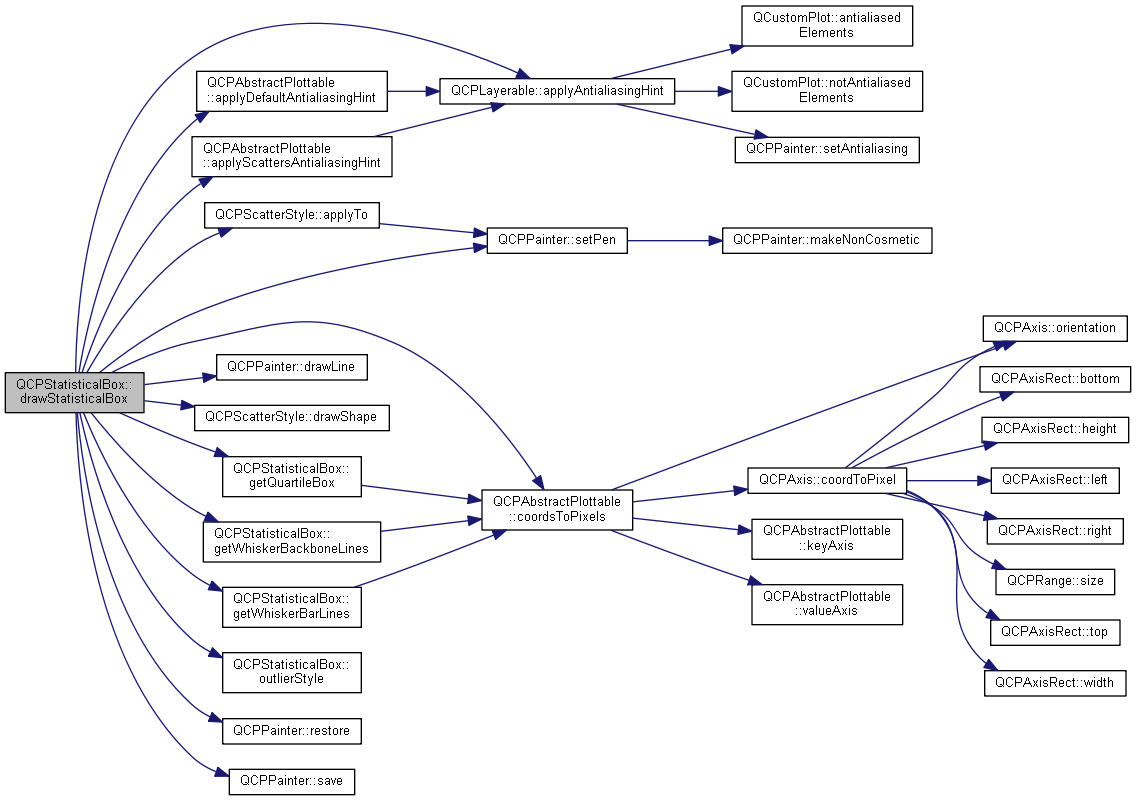 QCPStatisticalBox::
drawStatisticalBox
QCPAbstractPlottable
::applyDefaultAntialiasingHint
QCPAbstractPlottable
::applyScattersAntialiasingHint
QCPScatterStyle::applyTo
QCPPainter::drawLine
QCPScatterStyle::drawShape
QCPStatisticalBox::
getQuartileBox
QCPStatisticalBox::
getWhiskerBackboneLines
QCPStatisticalBox::
getWhiskerBarLines
QCPStatisticalBox::
outlierStyle
QCPPainter::restore
QCPPainter::save
QCPLayerable::applyAntialiasingHint
QCPPainter::setPen
QCPAbstractPlottable
::coordsToPixels
QCustomPlot::antialiased
Elements
QCustomPlot::notAntialiased
Elements
QCPPainter::setAntialiasing
QCPPainter::makeNonCosmetic
QCPAxis::coordToPixel
QCPAbstractPlottable
::keyAxis
QCPAbstractPlottable
::valueAxis
QCPAxis::orientation
QCPAxisRect::bottom
QCPAxisRect::height
QCPAxisRect::left
QCPAxisRect::right
QCPRange::size
QCPAxisRect::top
QCPAxisRect::width